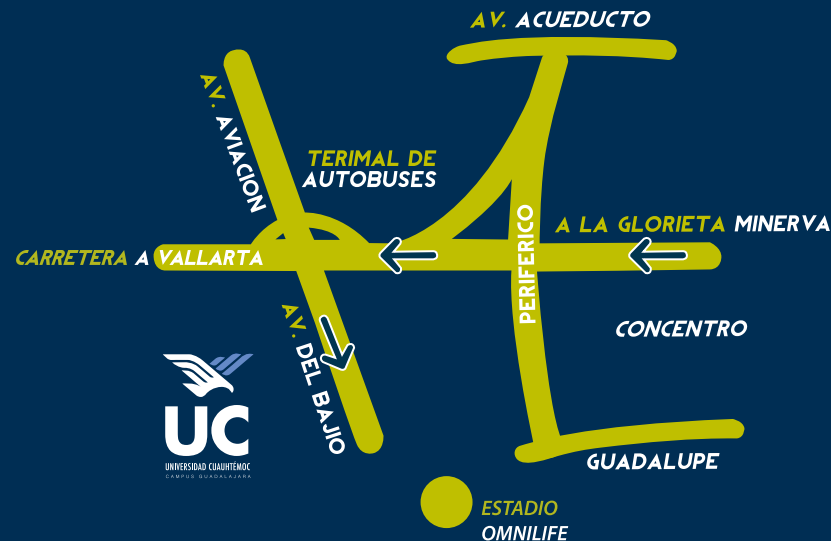 AV. ACUEDUCTO
AV. AVIACION
TERIMAL DE
AUTOBUSES
A LA GLORIETA MINERVA
PERIFERICO
CARRETERA A VALLARTA
AV. DEL BAJIO
CONCENTRO
UC
UNIVERSIDAD CUAUHTÉMOC
CAMPUS GUADALAJARA
GUADALUPE
ESTADIO
OMNILIFE